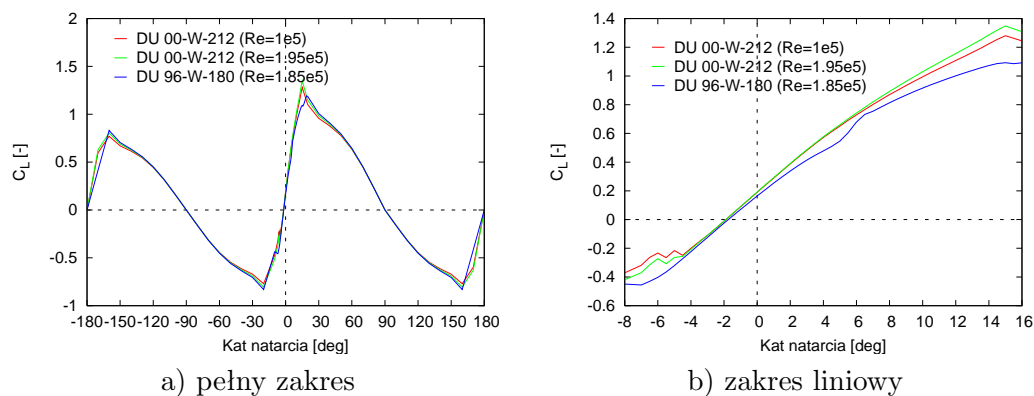 2
1.5
1
0.5
0
-0.5
-1
-180 -150 -120 -90 -60 -30 0 30 60 90 120 150 180
C_L [-]
Kat natarcia [deg]
DU 00-W-212 (Re=1e5)
DU 00-W-212 (Re=1.95e5)
DU 96-W-180 (Re=1.85e5)
a) pełny zakres
1.4
1.2
1
0.8
0.6
0.4
0.2
0
-0.2
-0.4
-0.6
-8 -6 -4 -2 0 2 4 6 8 10 12 14 16
C_L [-]
Kat natarcia [deg]
DU 00-W-212 (Re=1e5)
DU 00-W-212 (Re=1.95e5)
DU 96-W-180 (Re=1.85e5)
b) zakres liniowy